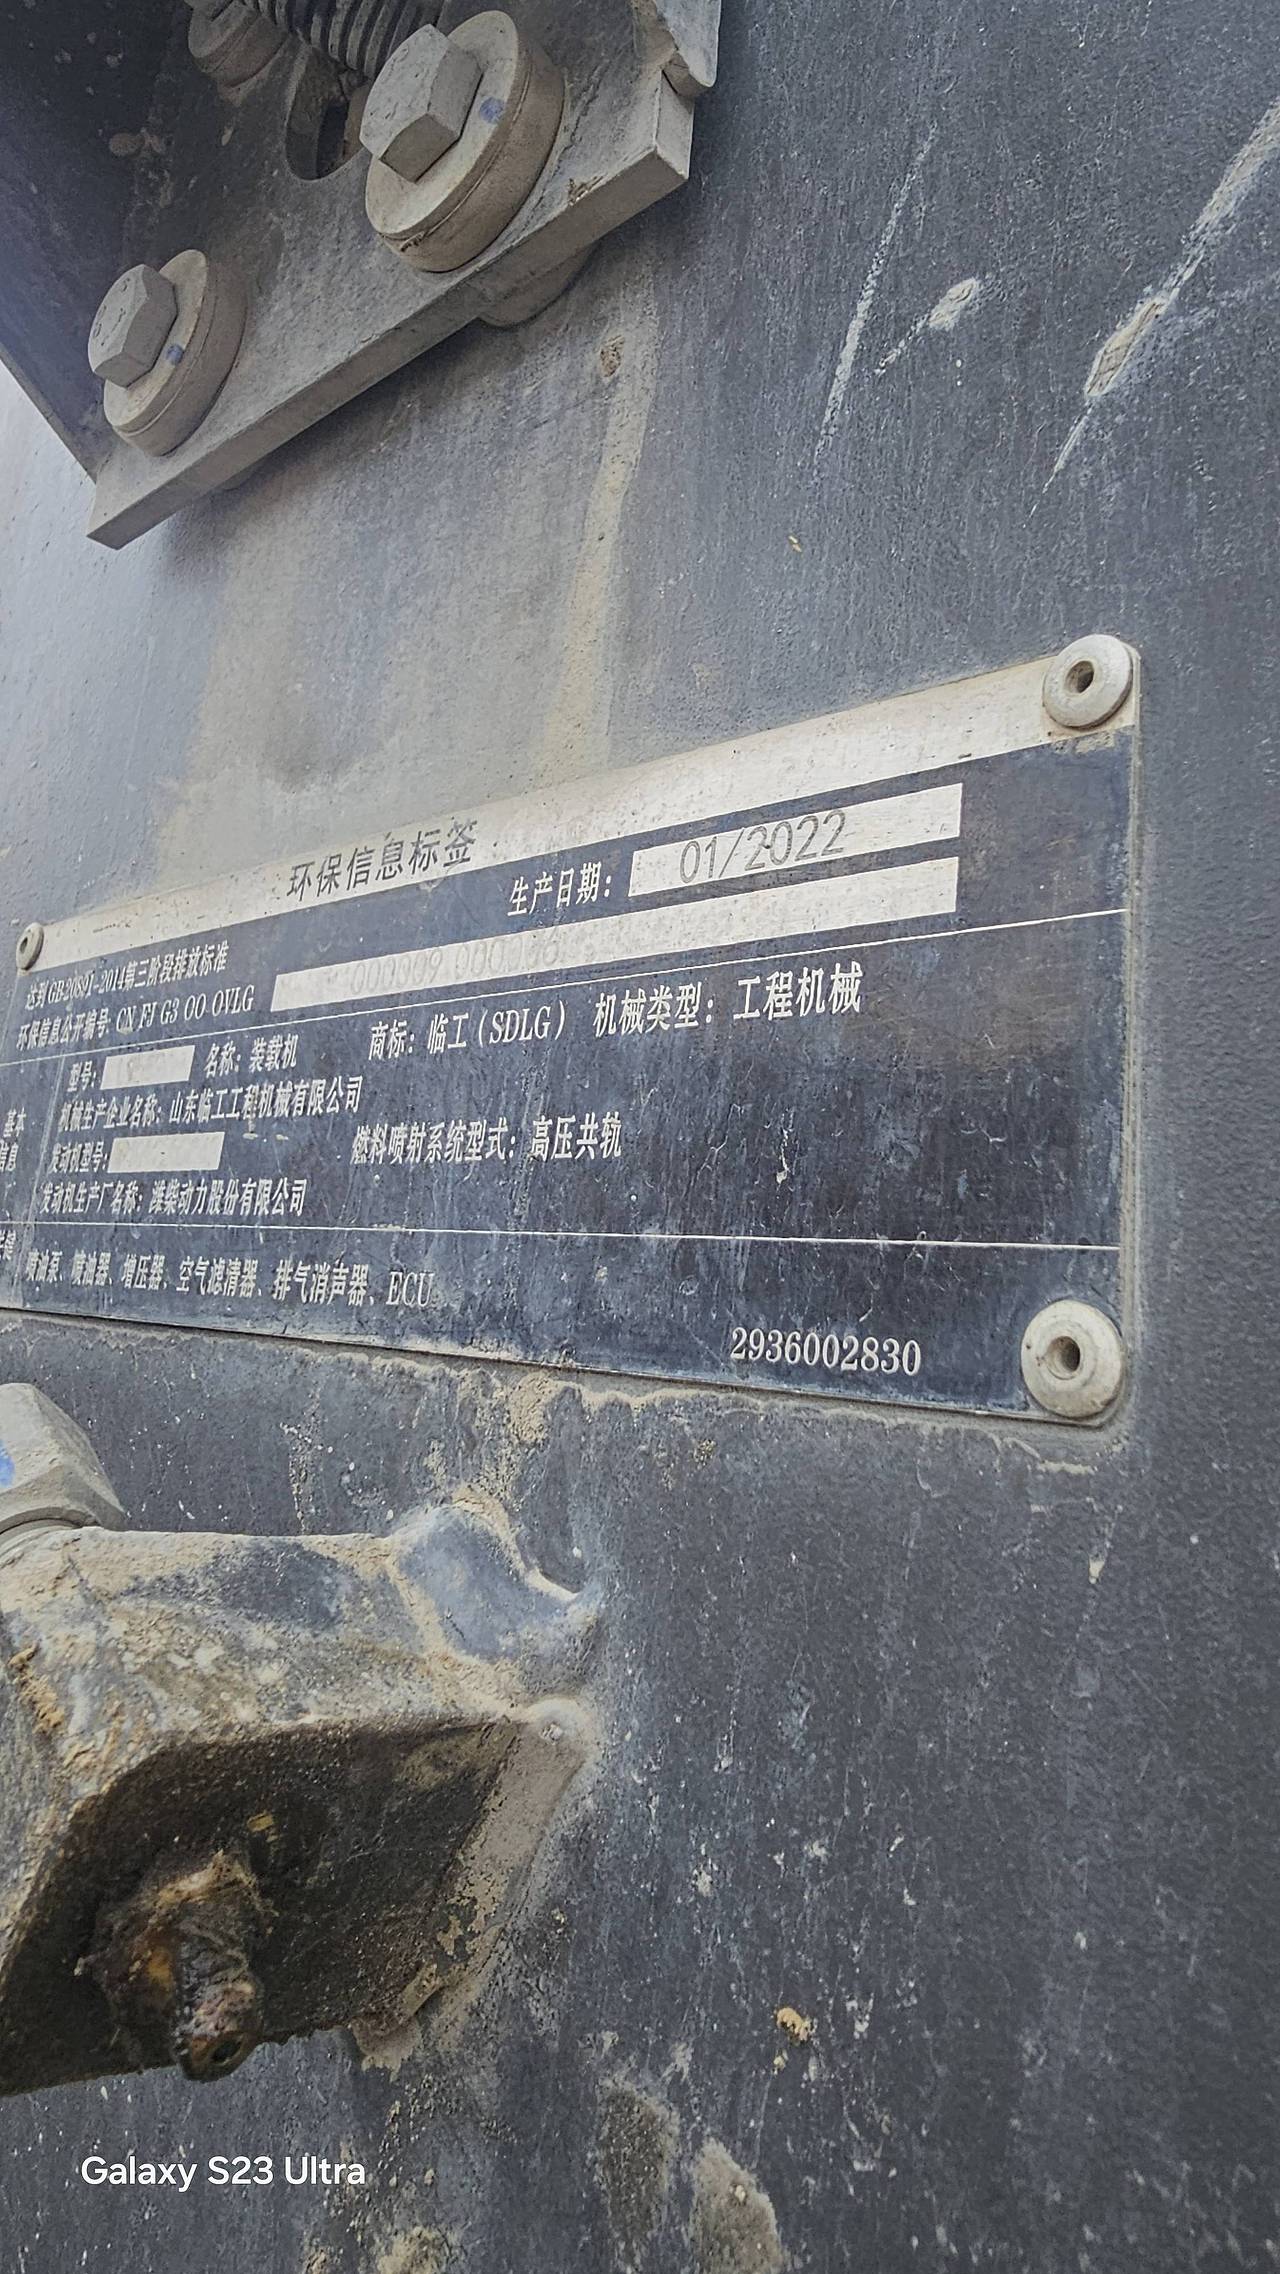 环保信息标签
生产日期: 01/2022
达到GB20891-2014第三阶段排放标准
环保信息公开编号: CN FJ G3 00 0VLG
基本
信息
型号: 名称: 装载机 商标: 临工 (SDLG) 机械类型: 工程机械
机械生产企业名称: 山东临工工程机械有限公司
发动机型号: 燃料喷射系统型式: 高压共轨
发动机生产厂名称: 潍柴动力股份有限公司
喷油泵、喷油器、增压器、空气滤清器、排气消声器、ECU
2936002830
Galaxy S23 Ultra